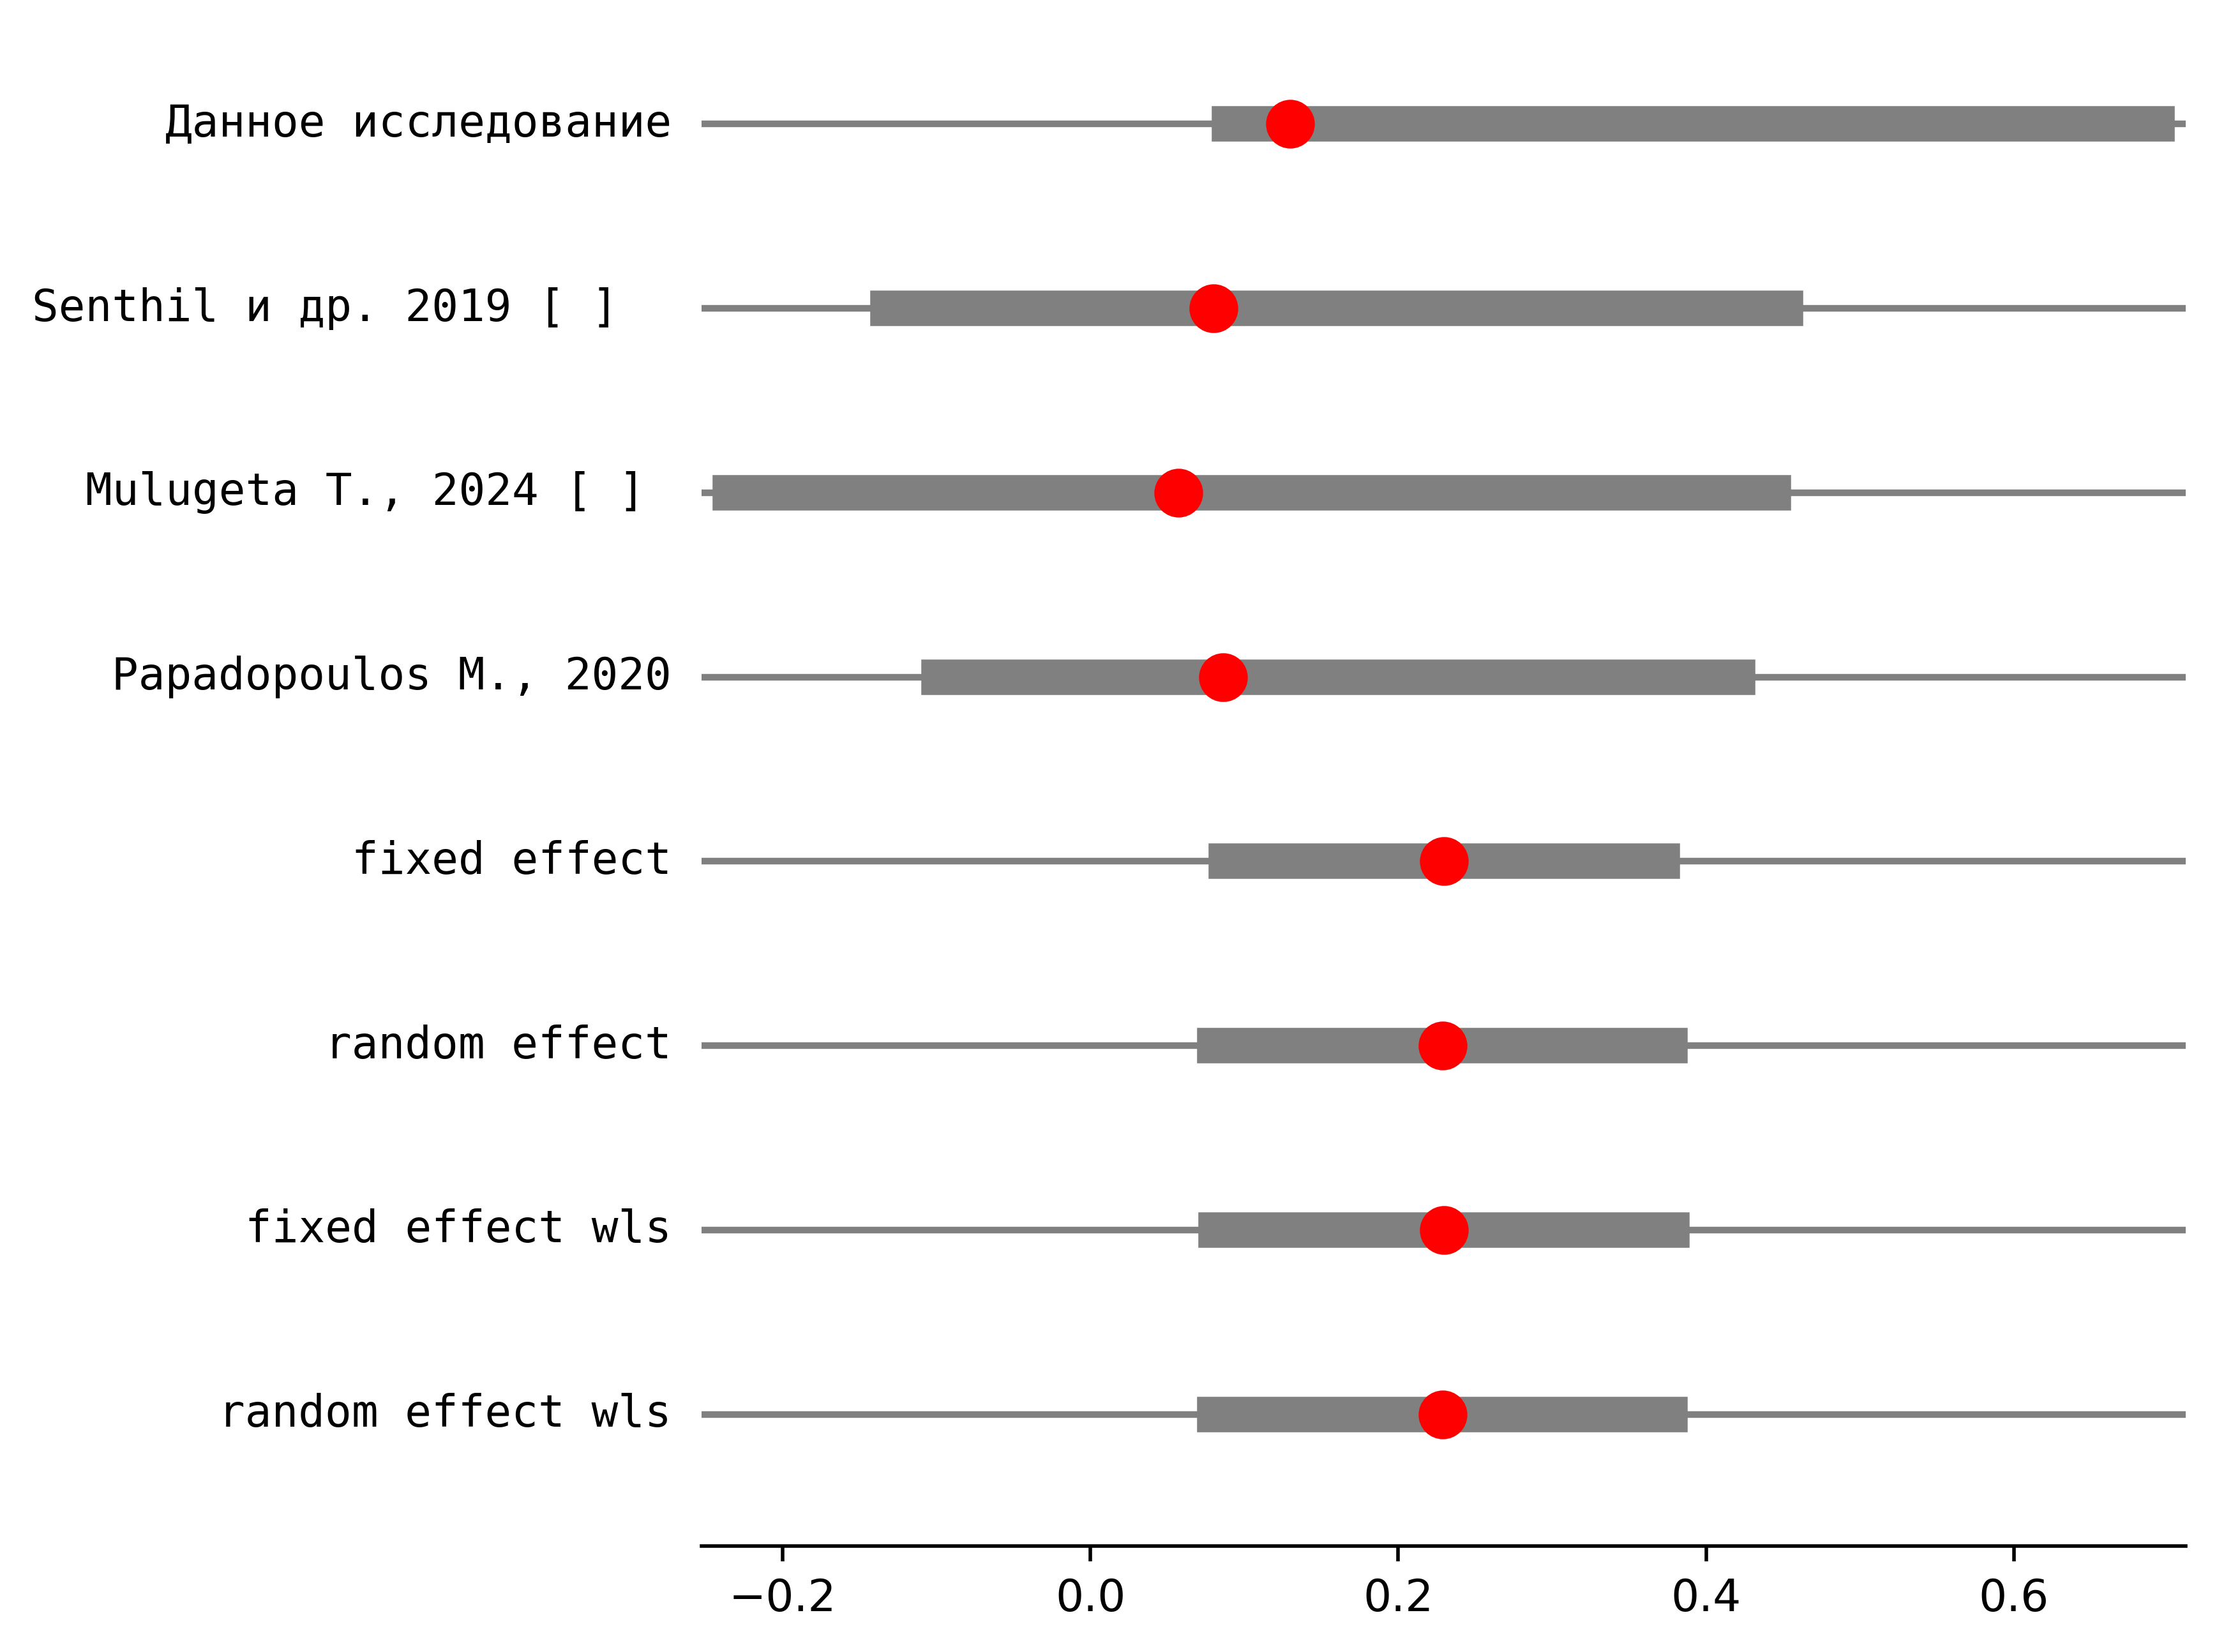 Данное исследование
Senthil и др. 2019 [ ]
Mulugeta T., 2024 [ ]
Papadopoulos M., 2020
fixed effect
random effect
fixed effect wls
random effect wls
−0.2 0.0 0.2 0.4 0.6